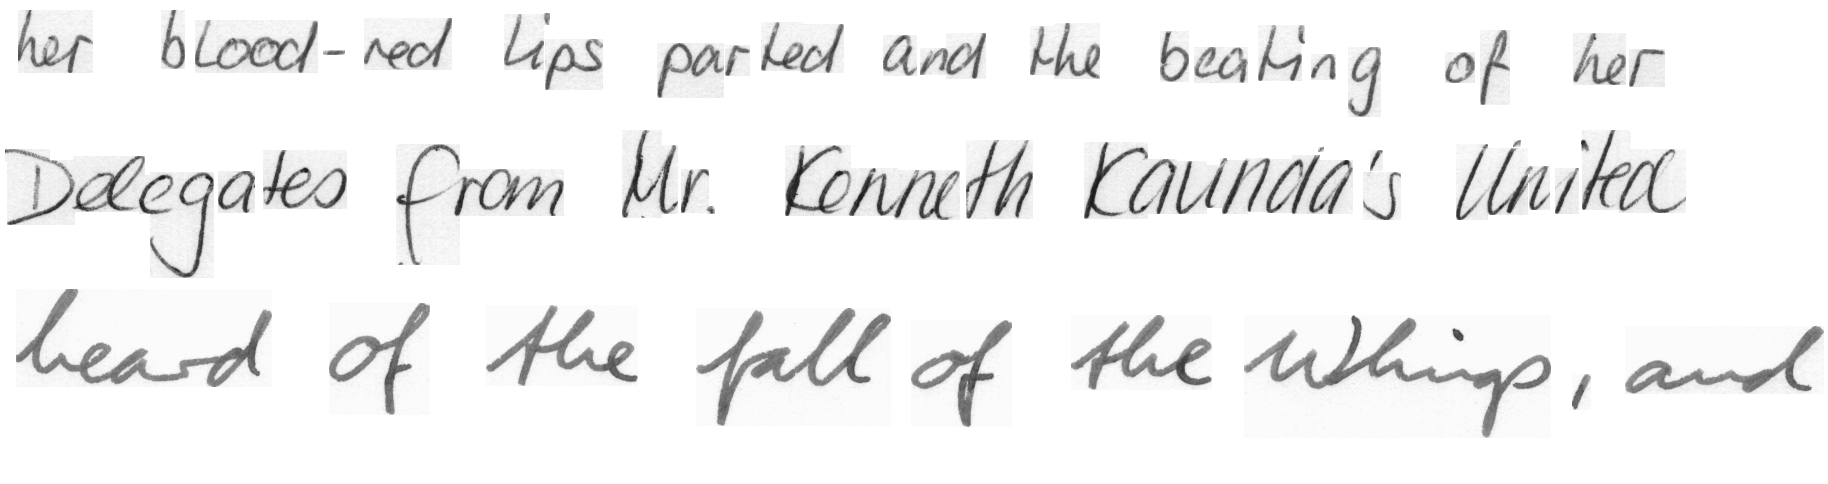 her blood-red lips parted and the beating of her
Delegates from Mr. Kenneth Kaunda's United
heard of the fall of the Whigs, and